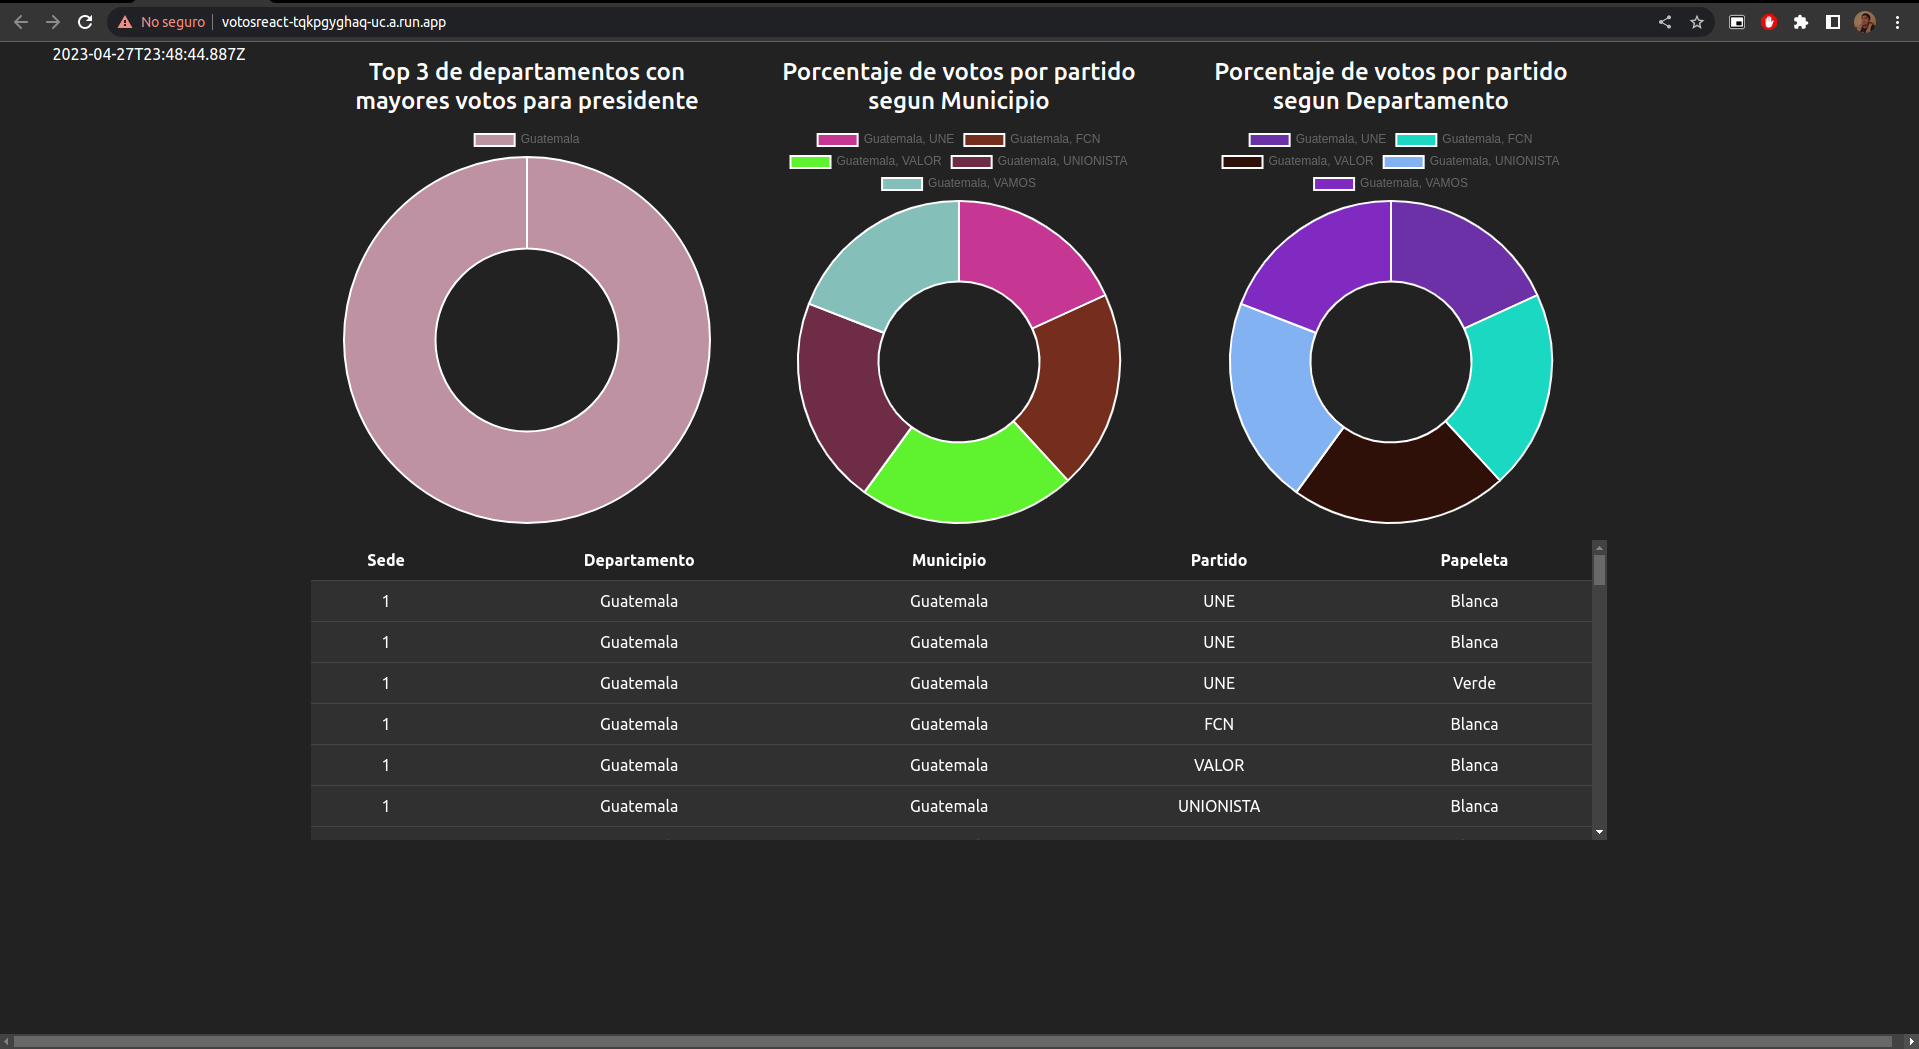 No seguro
votosreact-tqkpgyghaq-uc.a.run.app
2023-04-27T23:48:44.887Z
Top 3 de departamentos con
mayores votos para presidente
Guatemala
Porcentaje de votos por partido
segun Municipio
Guatemala, UNE Guatemala, FCN
Guatemala, VALOR Guatemala, UNIONISTA
Guatemala, VAMOS
Porcentaje de votos por partido
segun Departamento
Guatemala, UNE Guatemala, FCN
Guatemala, VALOR Guatemala, UNIONISTA
Guatemala, VAMOS
Sede Departamento Municipio Partido Papeleta
1 Guatemala Guatemala UNE Blanca
1 Guatemala Guatemala UNE Blanca
1 Guatemala Guatemala UNE Verde
1 Guatemala Guatemala FCN Blanca
1 Guatemala Guatemala VALOR Blanca
1 Guatemala Guatemala UNIONISTA Blanca